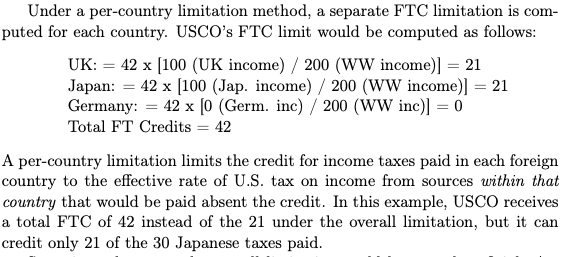 Under a per-country limitation method, a separate FTC limitation is com-
puted for each country. USCO's FTC limit would be computed as follows:
UK: = 42 x [100 (UK income) / 200 (WW income)] = 21
Japan: = 42 x [100 (Jap. income) / 200 (WW income)] = 21
Germany: = 42 x [0 (Germ. inc) / 200 (WW inc)] = 0
Total FT Credits = 42
A per-country limitation limits the credit for income taxes paid in each foreign
country to the effective rate of U.S. tax on income from sources within that
country that would be paid absent the credit. In this example, USCO receives
a total FTC of 42 instead of the 21 under the overall limitation, but it can
credit only 21 of the 30 Japanese taxes paid.